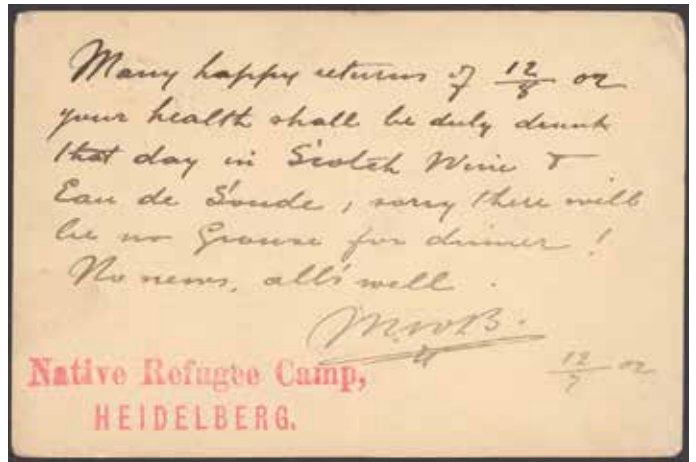 Many happy returns of 12/8 02
your health shall be duly drunk
that day in Scotch Wine &
Eau de Soude, sorry there will
be no Grouse for dinner!
No news, all's well.
M.W.B.
12/7 02
Native Refugee Camp,
HEIDELBERG.